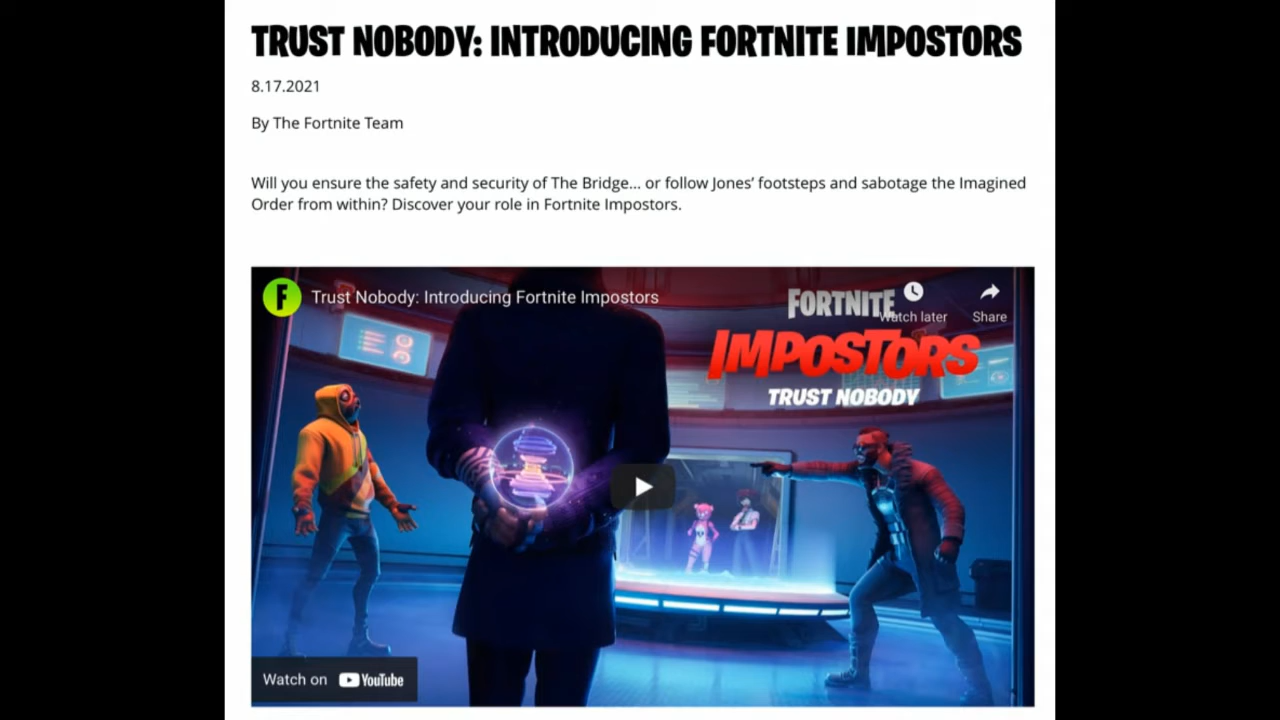 TRUST NOBODY: INTRODUCING FORTNITE IMPOSTORS
8.17.2021
By The Fortnite Team
Will you ensure the safety and security of The Bridge... or follow Jones’ footsteps and sabotage the Imagined
Order from within? Discover your role in Fortnite Impostors.
F
Trust Nobody: Introducing Fortnite Impostors
FORTNITE
Watch later
Share
IMPOSTORS
TRUST NOBODY
Watch on YouTube